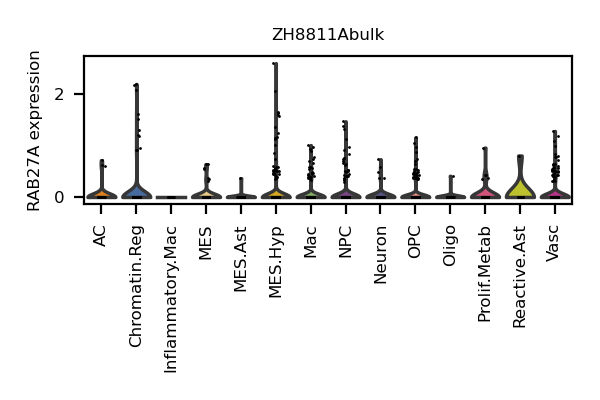 ZH8811Abulk
RAB27A expression
2
0
AC
Chromatin.Reg
Inflammatory.Mac
MES
MES.Ast
MES.Hyp
Mac
NPC
Neuron
OPC
Oligo
Prolif.Metab
Reactive.Ast
Vasc